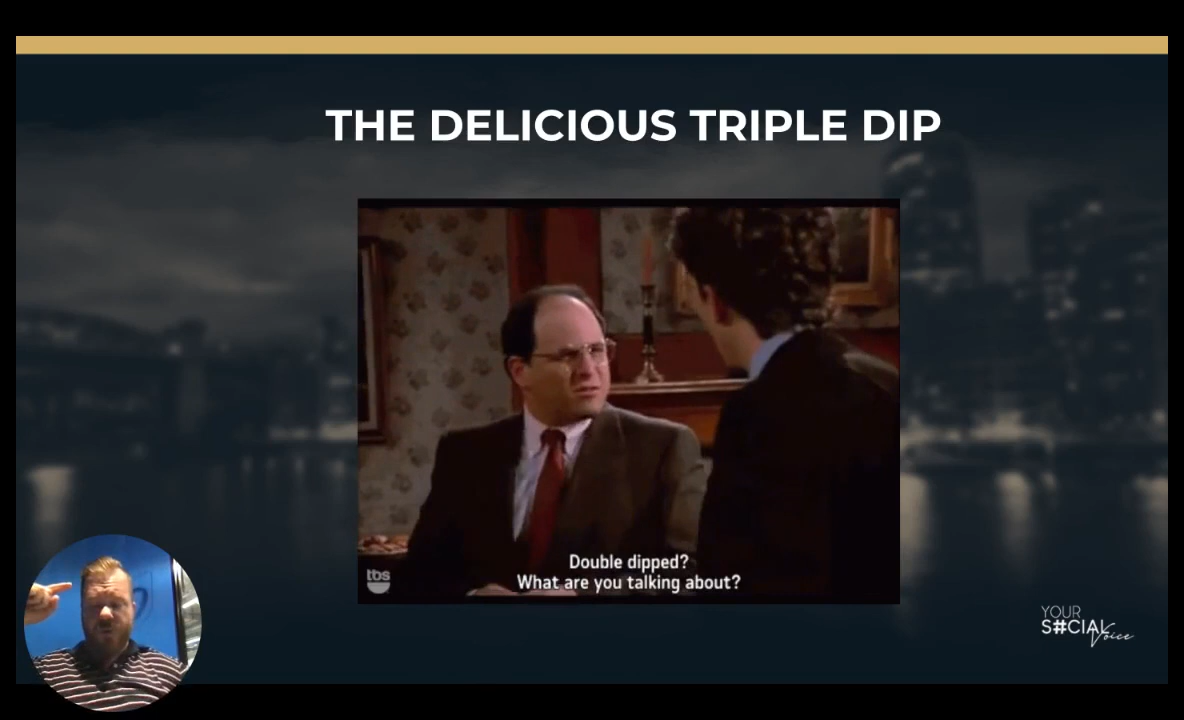 THE DELICIOUS TRIPLE DIP
Double dipped?
What are you talking about?
tbs
YOUR
S#CIAL
Voice